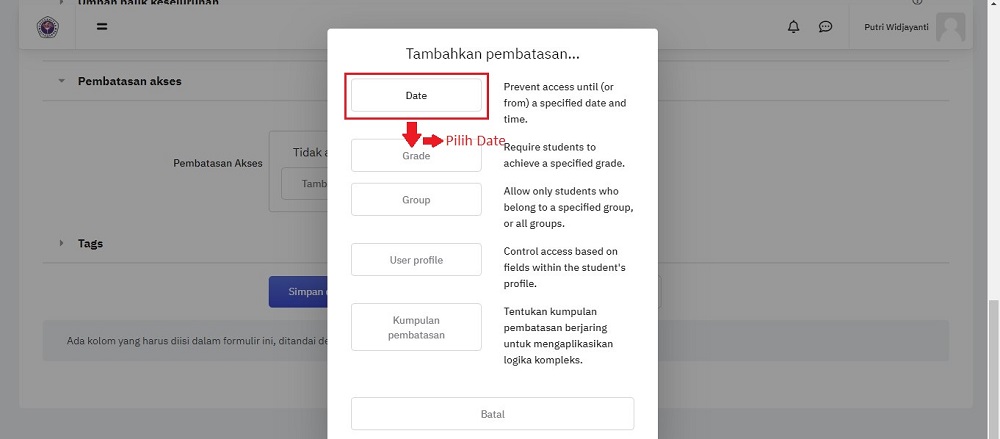 Umpan balik keseluruhan
Putri Widjayanti
Tambahkan pembatasan...
Pembatasan akses
Date
Prevent access until (or
from) a specified date and
time.
Pilih Date
Pembatasan Akses
Tidak a
Tamb
Grade
Require students to
achieve a specified grade.
Group
Allow only students who
belong to a specified group,
or all groups.
Tags
User profile
Control access based on
fields within the student's
profile.
Simpan
Kumpulan
pembatasan
Tentukan kumpulan
pembatasan berjaring
untuk mengaplikasikan
logika kompleks.
Ada kolom yang harus diisi dalam formulir ini, ditandai de
Batal